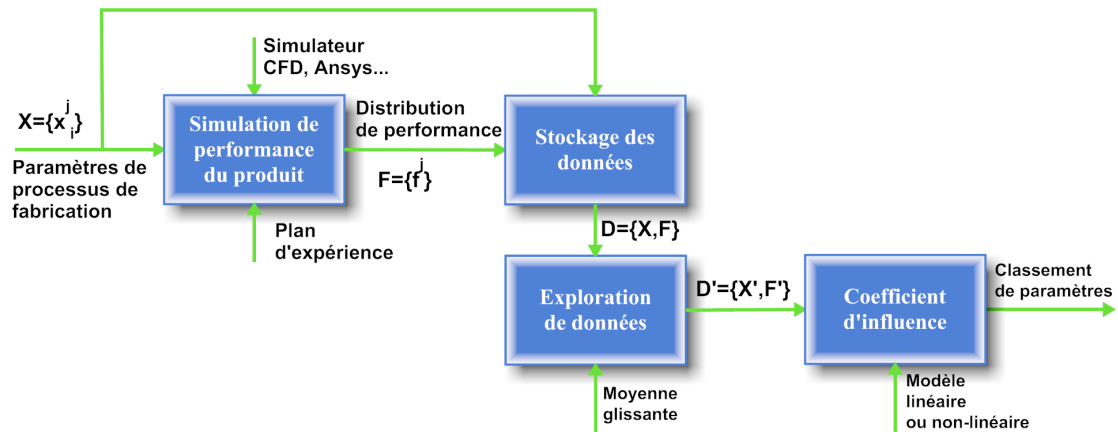 Simulateur
CFD, Ansys...
X={x_i^j}
Paramètres de
processus de
fabrication
Simulation de
performance
du produit
Distribution
de performance
F={f^j}
Stockage des
données
Plan
d'expérience
D={X,F}
Exploration
de données
D'={X',F'}
Coefficient
d'influence
Classement
de paramètres
Moyenne
glissante
Modèle
linéaire
ou non-linéaire